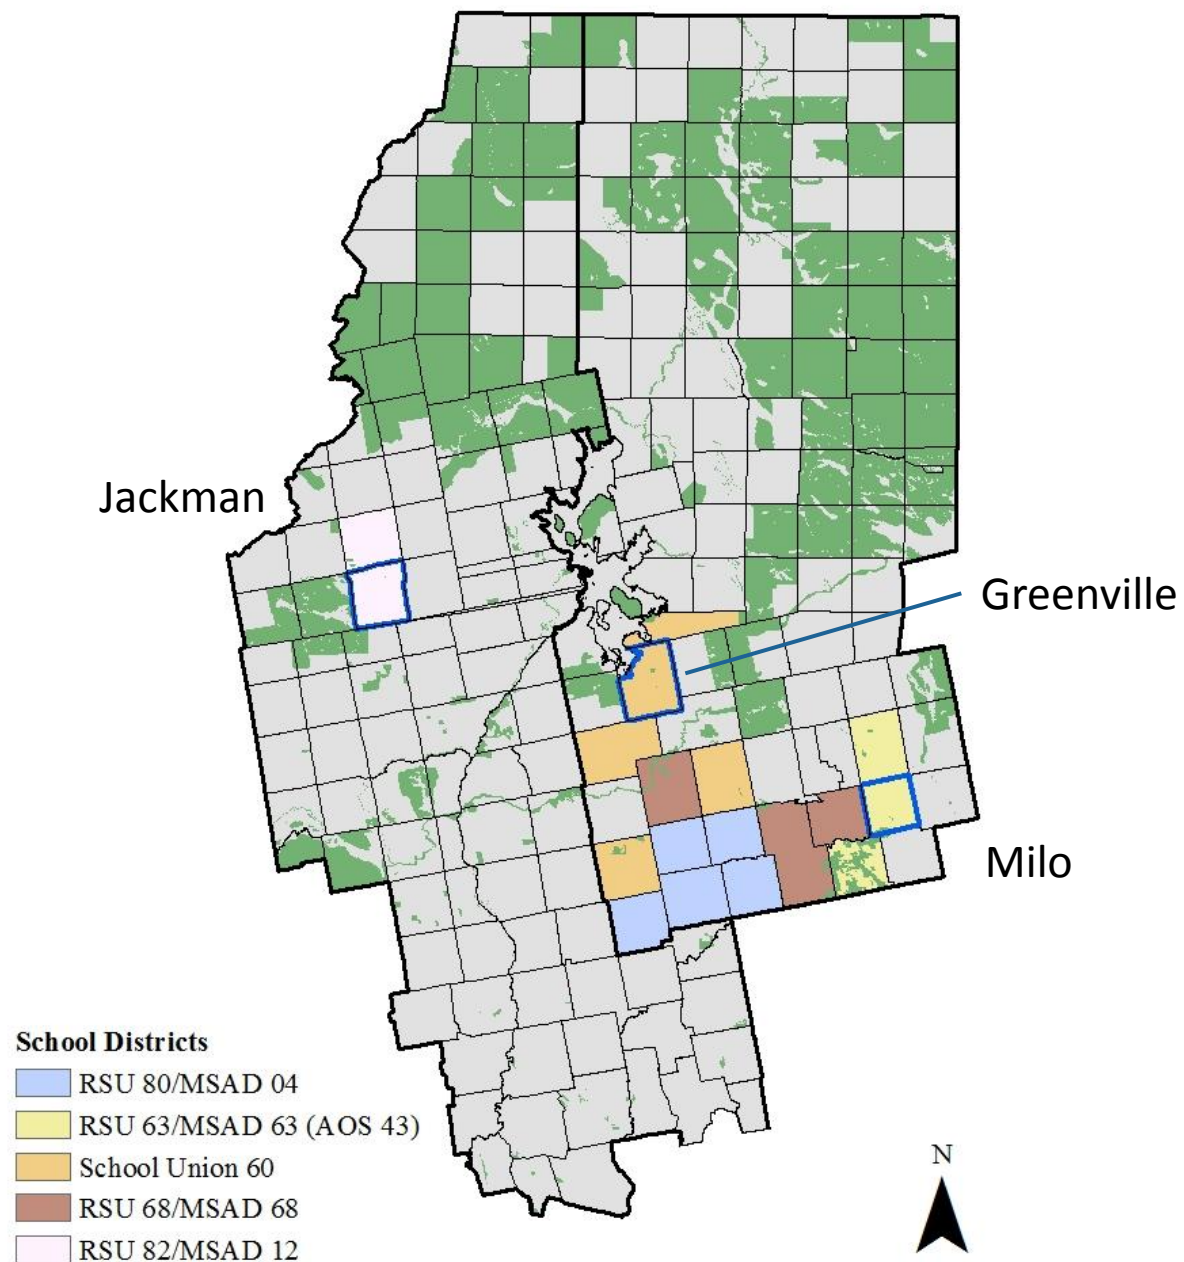 Jackman
Greenville
Milo
School Districts
RSU 80/MSAD 04
RSU 63/MSAD 63 (AOS 43)
School Union 60
RSU 68/MSAD 68
RSU 82/MSAD 12
N